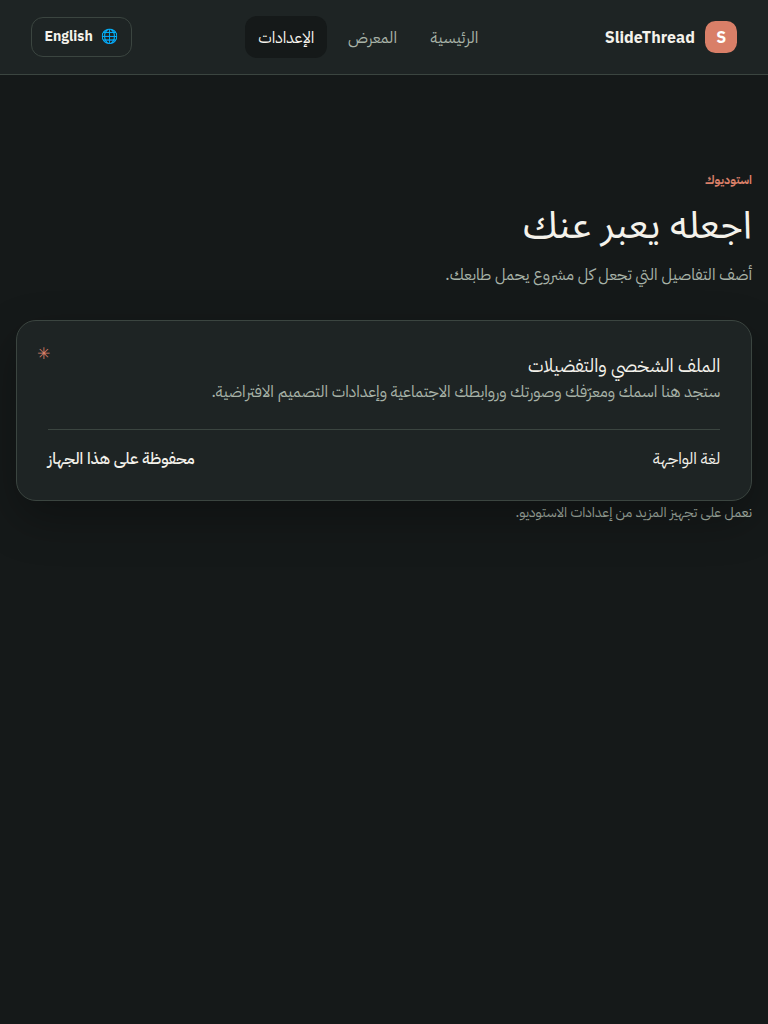 S SlideThread
الرئيسية
المعرض
الإعدادات
English
استوديوك
اجعله يعبر عنك
أضف التفاصيل التي تجعل كل مشروع يحمل طابعك.
الملف الشخصي والتفضيلات
ستجد هنا اسمك ومعرّفك وصورتك وروابطك الاجتماعية وإعدادات التصميم الافتراضية.
لغة الواجهة
محفوظة على هذا الجهاز
نعمل على تجهيز المزيد من إعدادات الاستوديو.